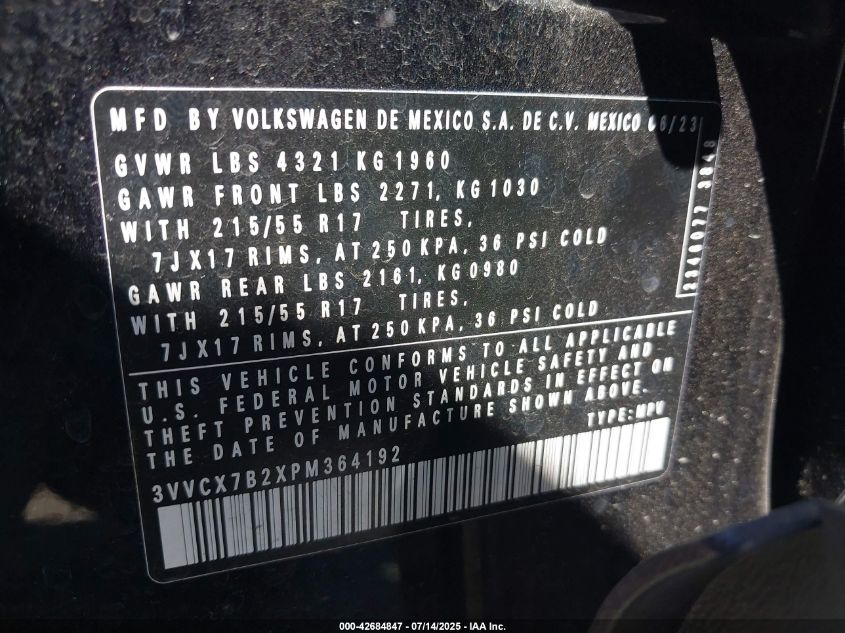 MFD BY VOLKSWAGEN DE MEXICO S.A. DE C.V. MEXICO 06/23
GVWR LBS 4321 KG 1960
GAWR FRONT LBS 2271, KG 1030
WITH 215/55 R17 TIRES,
7JX17 RIMS, AT 250 KPA, 36 PSI COLD
GAWR REAR LBS 2161, KG 0980
WITH 215/55 R17 TIRES,
7JX17 RIMS, AT 250 KPA, 36 PSI COLD
THIS VEHICLE CONFORMS TO ALL APPLICABLE
U.S. FEDERAL MOTOR VEHICLE SAFETY AND
THEFT PREVENTION STANDARDS IN EFFECT ON
THE DATE OF MANUFACTURE SHOWN ABOVE.
TYPE:MPV
3VVCX7B2XPM364192
000-42684847 - 07/14/2025 - IAA Inc.